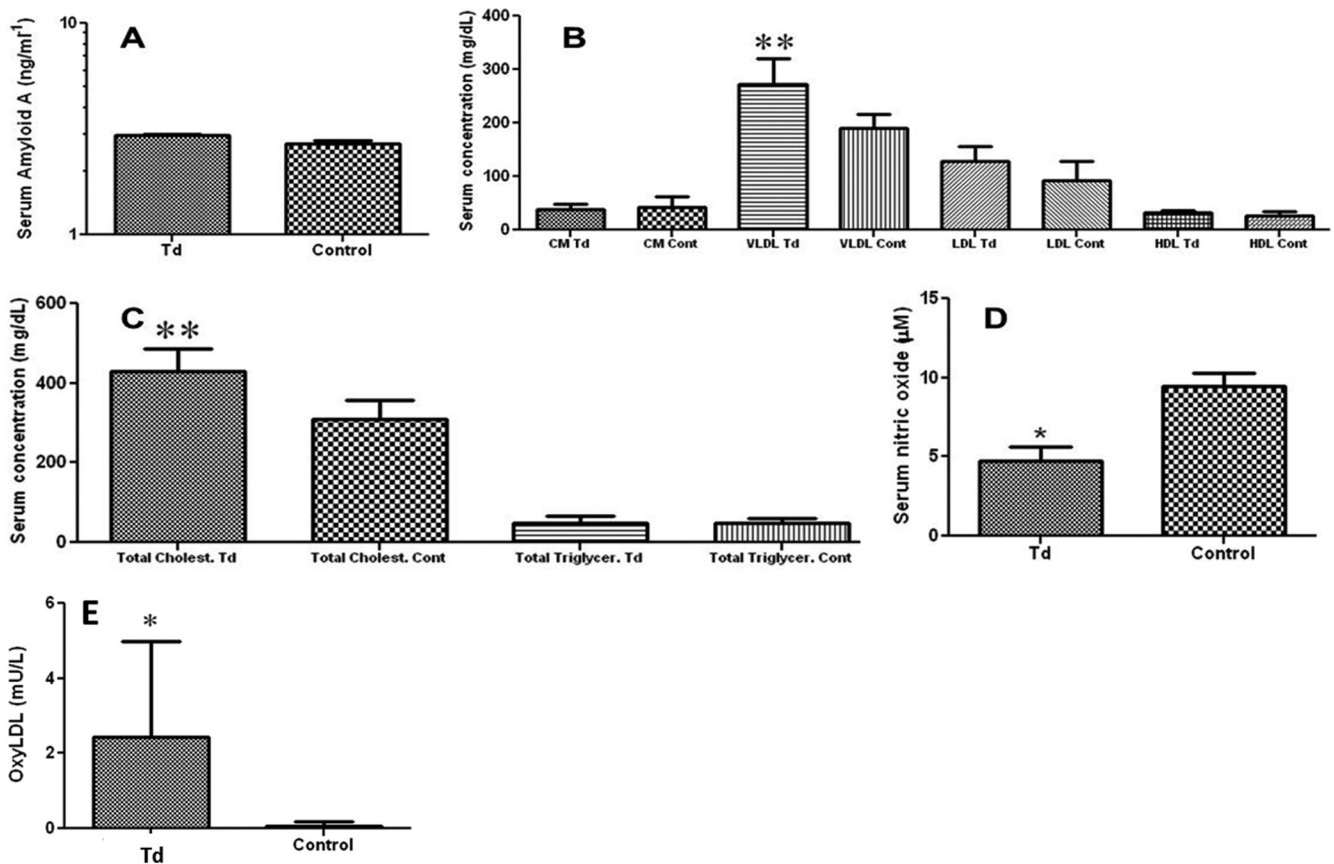 A
Serum Amyloid A (ng/ml-1)
10
1
Td Control
B
**
Serum concentration (mg/dL)
400
300
200
100
0
CM Td CM Cont VLDL Td VLDL Cont LDL Td LDL Cont HDL Td HDL Cont
C
**
Serum concentration (mg/dL)
600
400
200
0
Total Cholest. Td Total Cholest. Cont Total Triglycer. Td Total Triglycer. Cont
D
*
Serum nitric oxide (µM)
15
10
5
0
Td Control
E
*
OxyLDL (mU/L)
6
4
2
0
Td Control